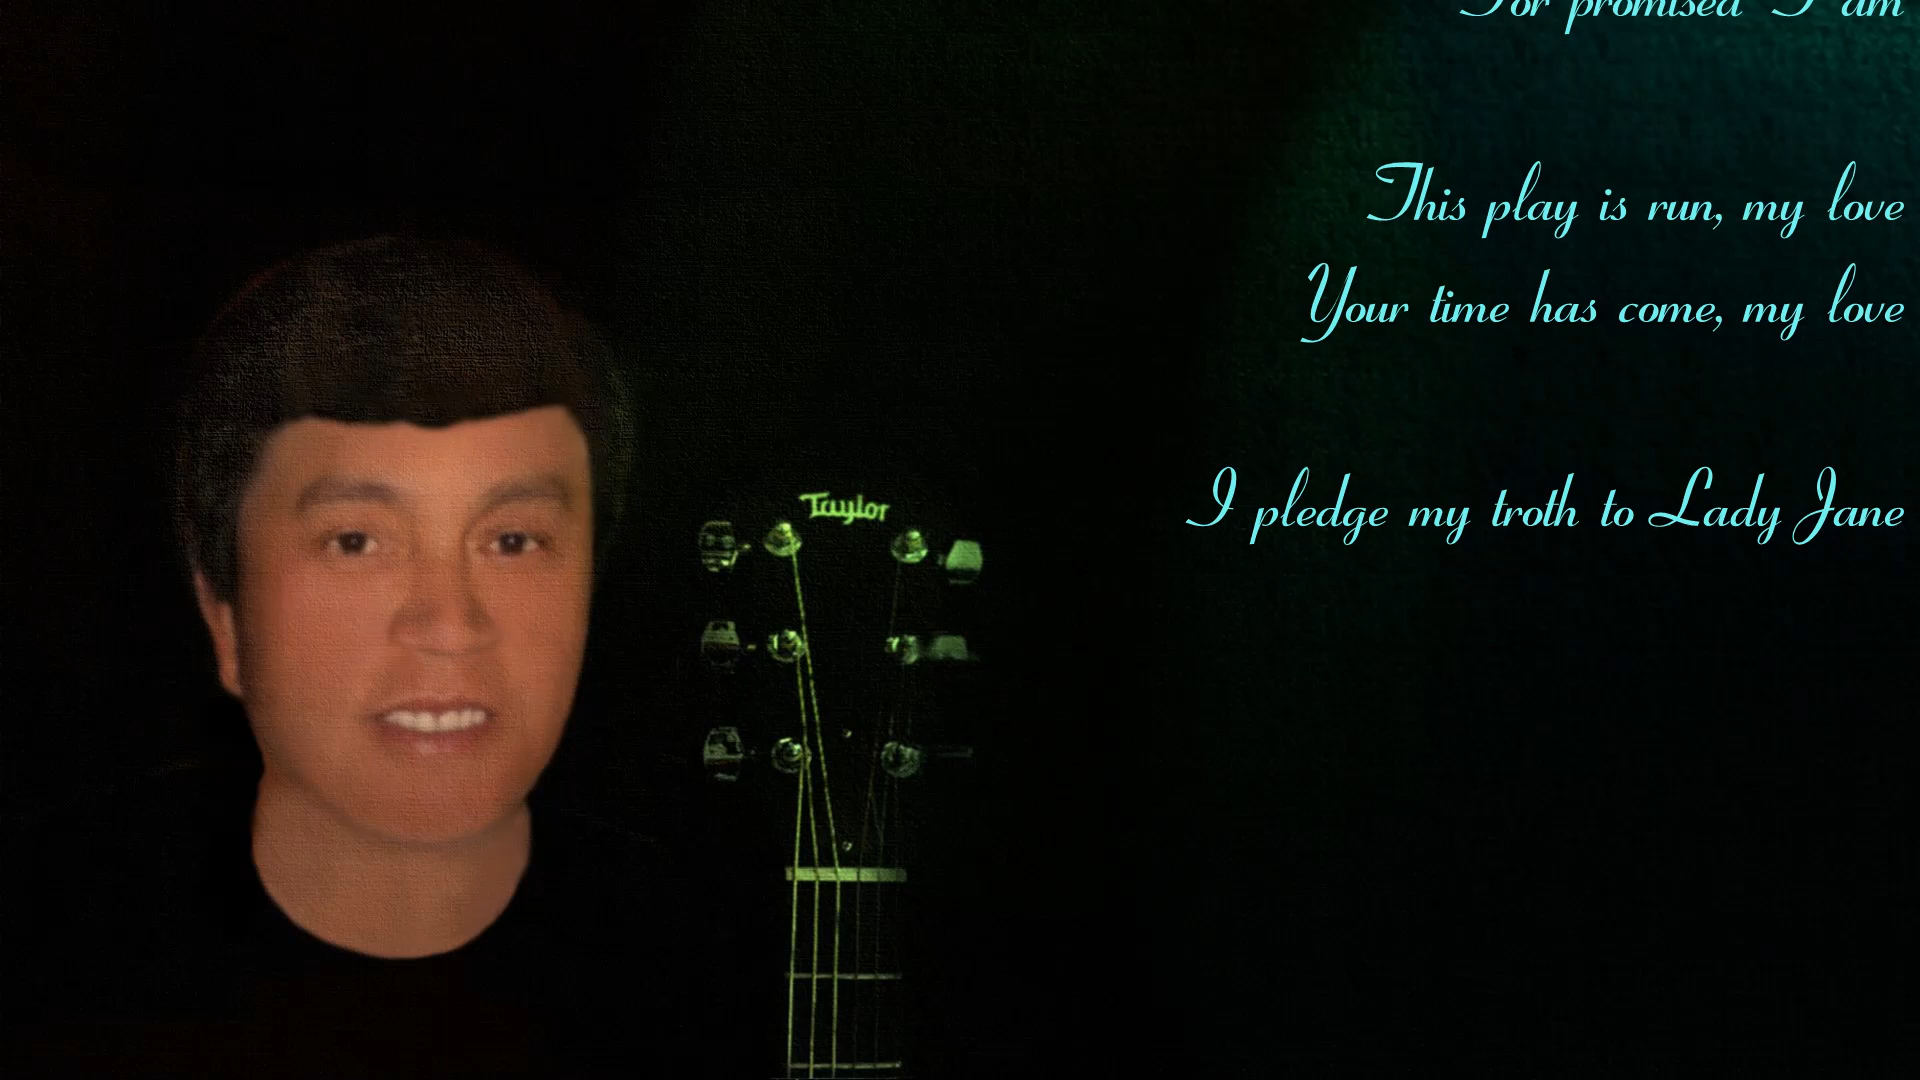 For promised I am
This play is run, my love
Your time has come, my love
I pledge my troth to Lady Jane
Taylor